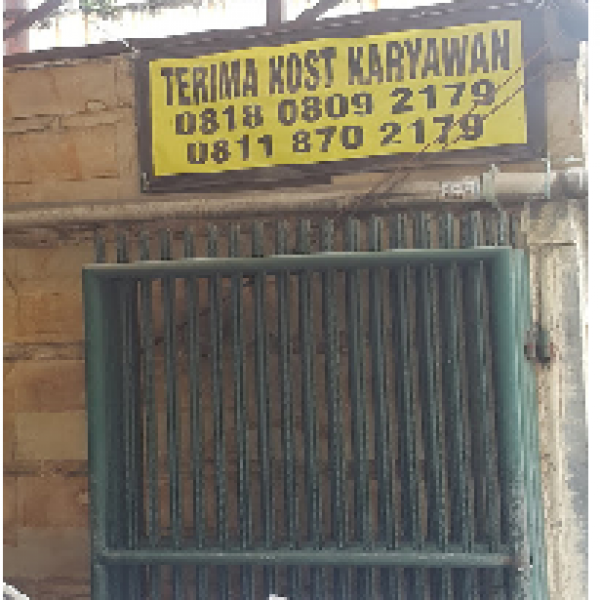 TERIMA KOST KARYAWAN
0818 0809 2179
0811 870 2179